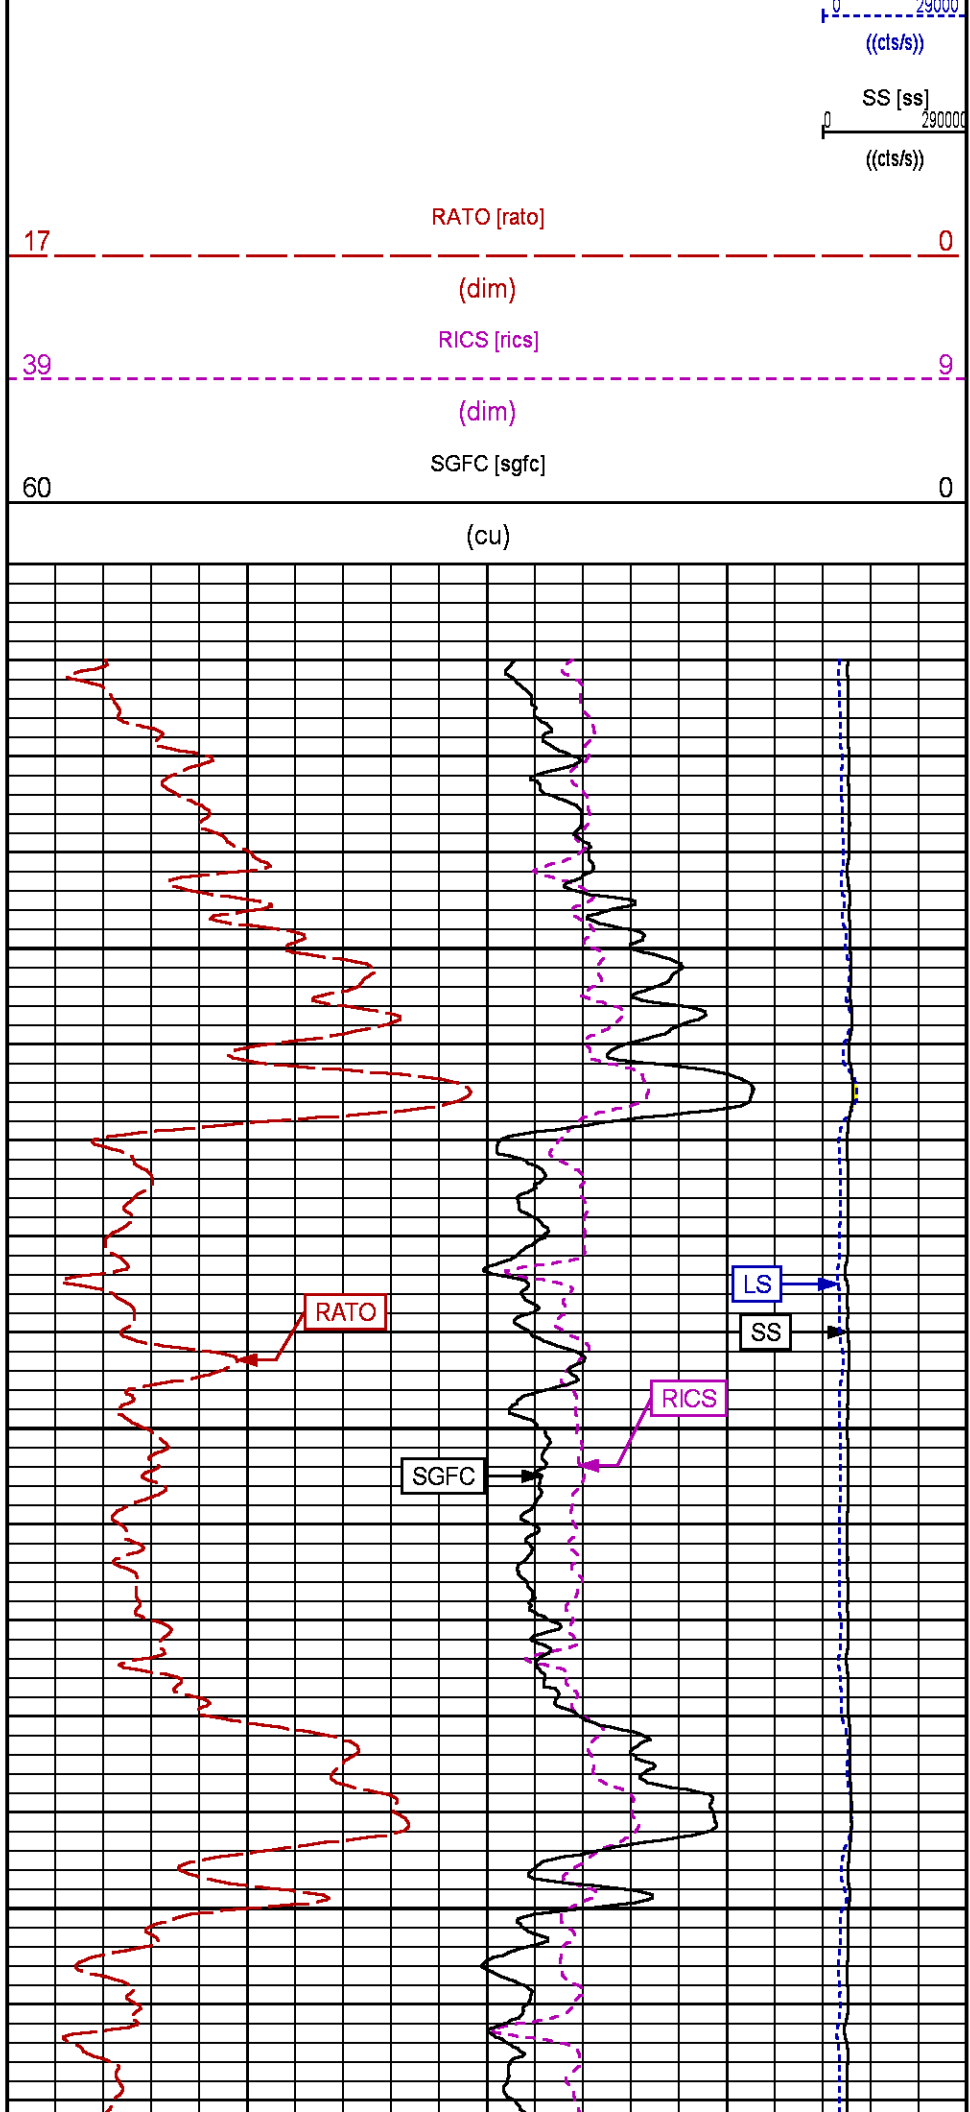 0 29000
((cts/s))
SS [ss]
0 290000
((cts/s))
RATO [rato]
17 0
(dim)
RICS [rics]
39 9
(dim)
SGFC [sgfc]
60 0
(cu)
LS
RATO
SS
RICS
SGFC